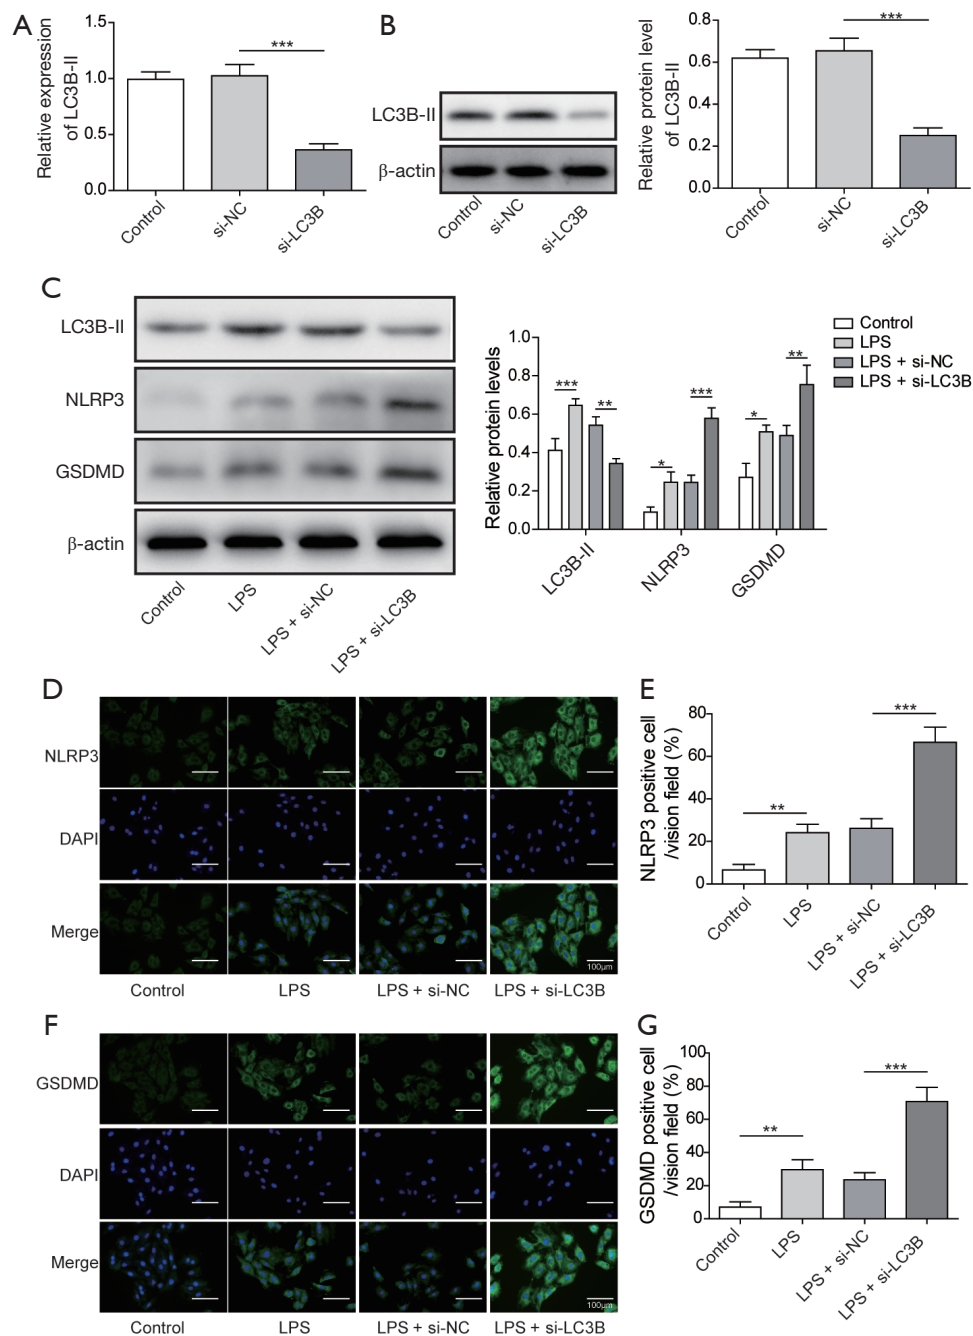 A
Relative expression
of LC3B-II
1.5
1.0
0.5
0.0
***
Control
si-NC
si-LC3B
B
LC3B-II
β-actin
Control
si-NC
si-LC3B
Relative protein level
of LC3B-II
0.8
0.6
0.4
0.2
0.0
***
Control
si-NC
si-LC3B
C
LC3B-II
NLRP3
GSDMD
β-actin
Control
LPS
LPS + si-NC
LPS + si-LC3B
Relative protein levels
1.0
0.8
0.6
0.4
0.2
0.0
*** ** * *** * **
LC3B-II
NLRP3
GSDMD
Control
LPS
LPS + si-NC
LPS + si-LC3B
D
NLRP3
DAPI
Merge
100μm
Control LPS LPS + si-NC LPS + si-LC3B
E
NLRP3 positive cell
/vision field (%)
80
60
40
20
0
** ***
Control
LPS
LPS + si-NC
LPS + si-LC3B
F
GSDMD
DAPI
Merge
100μm
Control LPS LPS + si-NC LPS + si-LC3B
G
GSDMD positive cell
/vision field (%)
100
80
60
40
20
0
** ***
Control
LPS
LPS + si-NC
LPS + si-LC3B